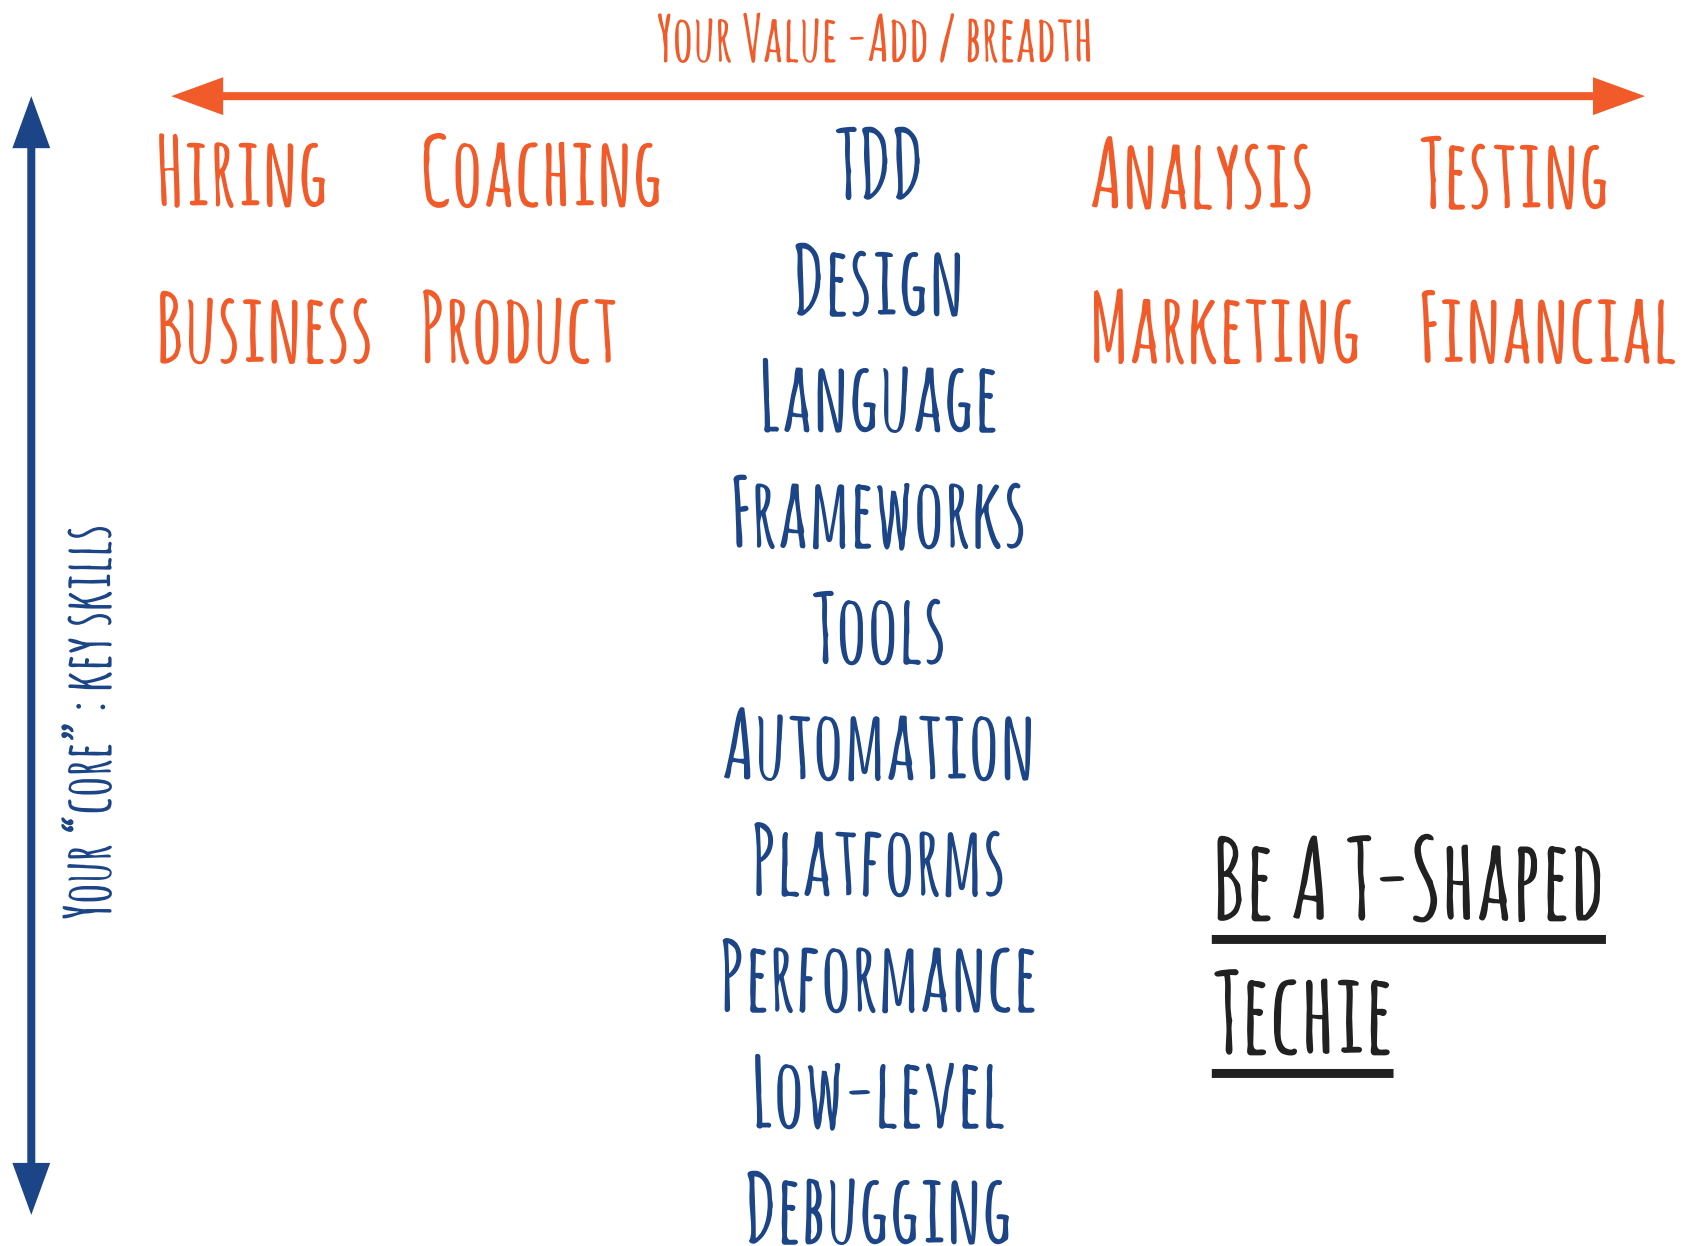 Your Value -Add / breadth
Hiring Coaching TDD Analysis Testing
Design
Business Product Marketing Financial
Language
Frameworks
Tools
Automation
Platforms
Performance
Low-level
Debugging
Your “core” : key skills
Be A T-Shaped
Techie